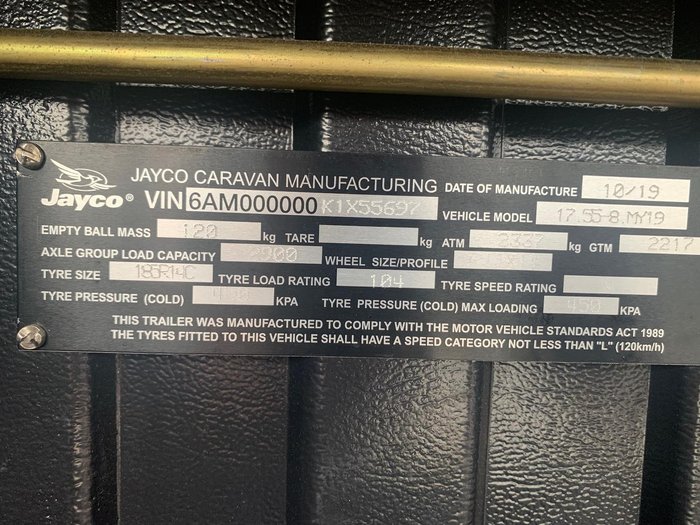 JAYCO CARAVAN MANUFACTURING DATE OF MANUFACTURE 10/19
Jayco® VIN 6AM000000K1X55697 VEHICLE MODEL 17.55-8.MY19
EMPTY BALL MASS 120 kg TARE kg ATM 2337 kg GTM 2217
AXLE GROUP LOAD CAPACITY 2900 WHEEL SIZE/PROFILE
TYRE SIZE 185R14C TYRE LOAD RATING 104 TYRE SPEED RATING
TYRE PRESSURE (COLD) KPA TYRE PRESSURE (COLD) MAX LOADING 450 KPA
THIS TRAILER WAS MANUFACTURED TO COMPLY WITH THE MOTOR VEHICLE STANDARDS ACT 1989
THE TYRES FITTED TO THIS VEHICLE SHALL HAVE A SPEED CATEGORY NOT LESS THAN "L" (120km/h)